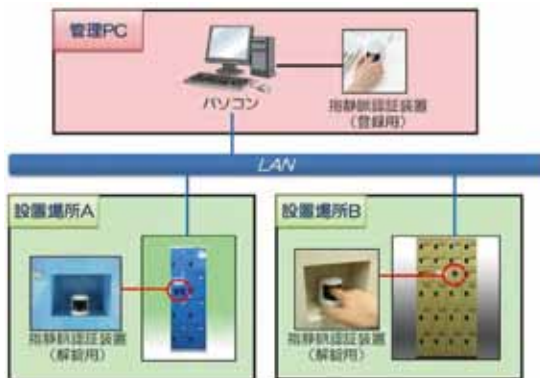 管理PC
パソコン
指静脈認証装置
(登録用)
LAN
設置場所A
設置場所B
指静脈認証装置
(解錠用)
指静脈認証装置
(解錠用)